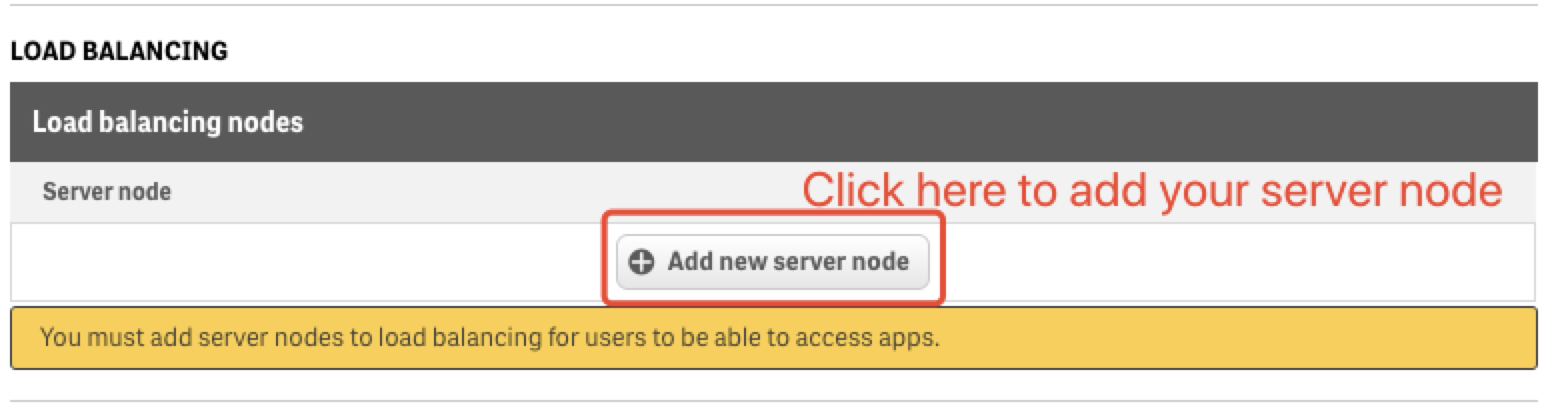 LOAD BALANCING
Load balancing nodes
Server node
Click here to add your server node
Add new server node
You must add server nodes to load balancing for users to be able to access apps.